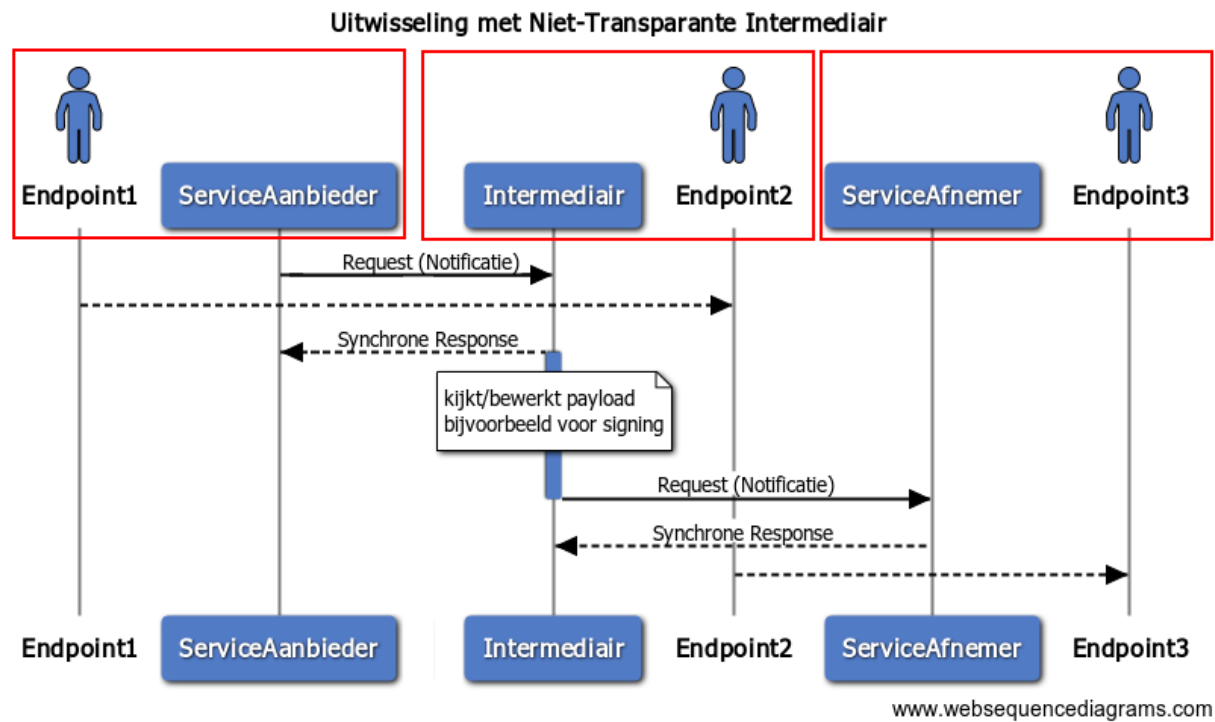 Uitwisseling met Niet-Transparante Intermediair
Endpoint1
ServiceAanbieder
Intermediair
Endpoint2
ServiceAfnemer
Endpoint3
Request (Notificatie)
Synchrone Response
kijkt/bewerkt payload
bijvoorbeeld voor signing
Request (Notificatie)
Synchrone Response
Endpoint1
ServiceAanbieder
Intermediair
Endpoint2
ServiceAfnemer
Endpoint3
www.websequencediagrams.com